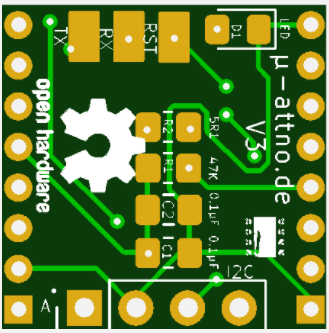 TX
RX
RST
D1
LED
µ-attno.de
V3
open hardware
R2
5R1
R1
47K
C2
0.1µF
C1
0.1µF
I2C
A